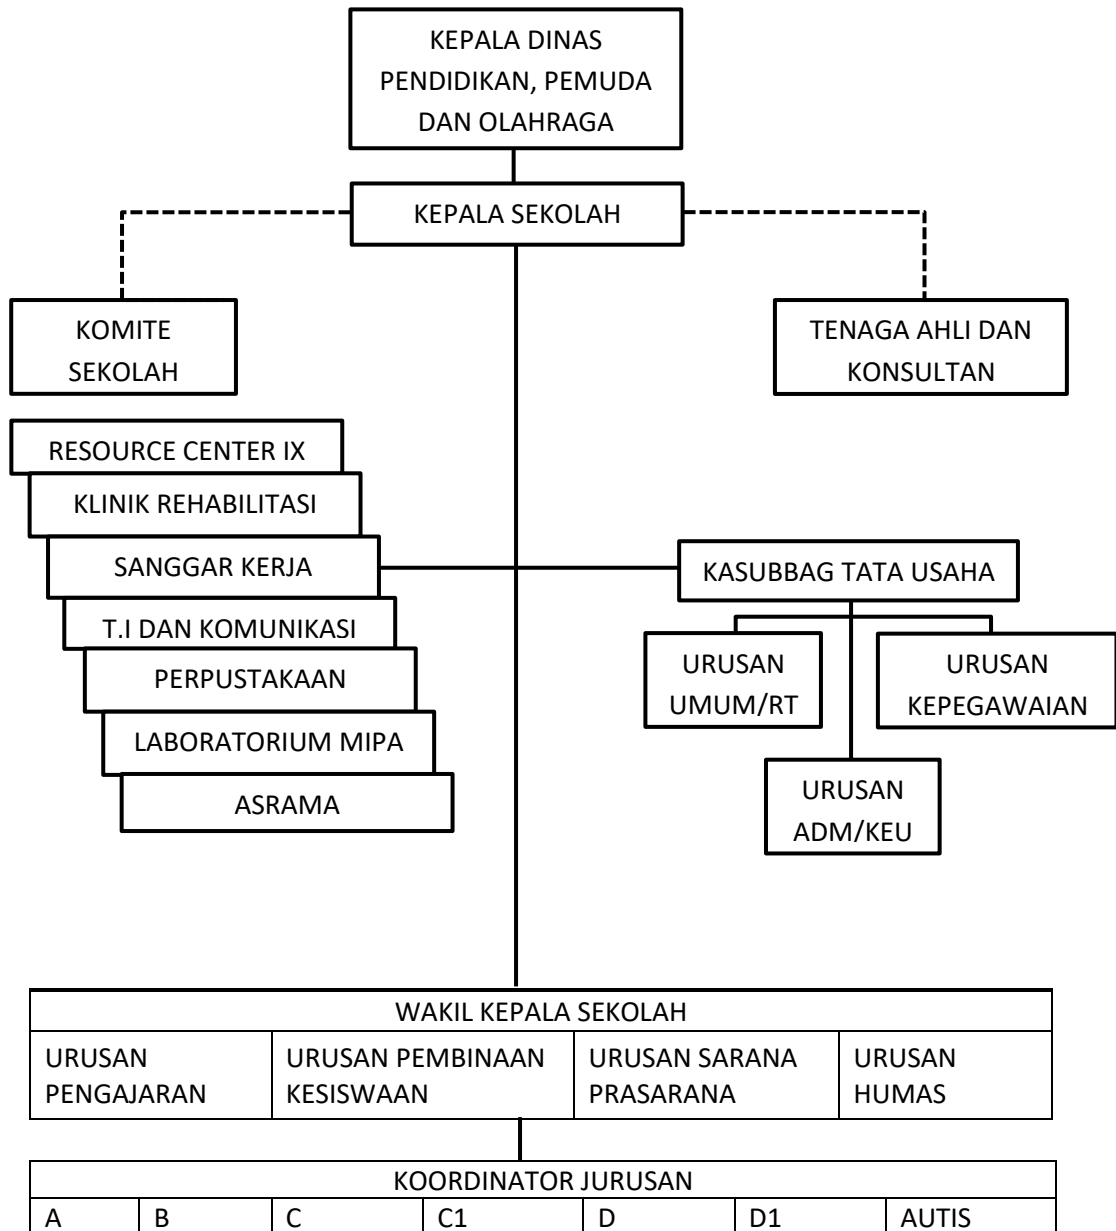 KEPALA DINAS
PENDIDIKAN, PEMUDA
DAN OLAHRAGA
KEPALA SEKOLAH
KOMITE
SEKOLAH
TENAGA AHLI DAN
KONSULTAN
RESOURCE CENTER IX
KLINIK REHABILITASI
SANGGAR KERJA
T.I DAN KOMUNIKASI
PERPUSTAKAAN
LABORATORIUM MIPA
ASRAMA
KASUBBAG TATA USAHA
URUSAN
UMUM/RT
URUSAN
KEPEGAWAIAN
URUSAN
ADM/KEU
WAKIL KEPALA SEKOLAH
URUSAN
PENGAJARAN
URUSAN PEMBINAAN
KESISWAAN
URUSAN SARANA
PRASARANA
URUSAN
HUMAS
KOORDINATOR JURUSAN
A
B
C
C1
D
D1
AUTIS